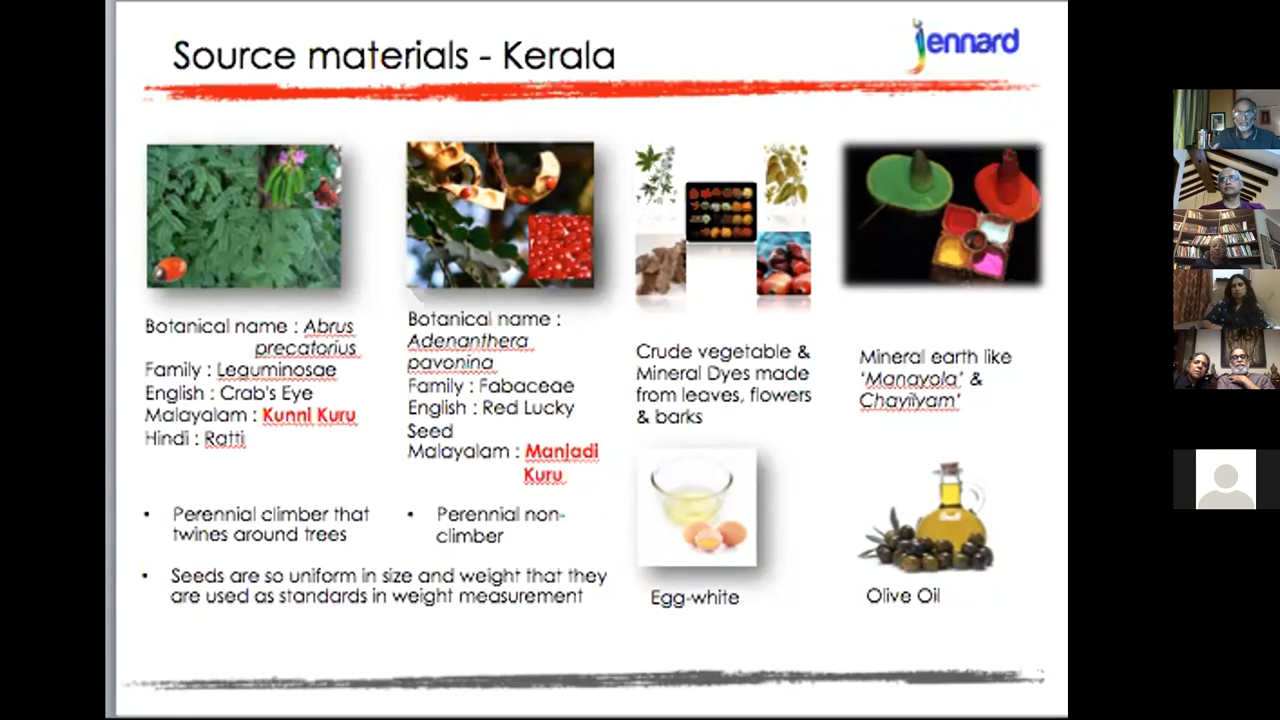 Source materials - Kerala
jennard
Botanical name : Abrus
precatorius
Family : Leguminosae
English : Crab's Eye
Malayalam : Kunni Kuru
Hindi : Ratti
Botanical name :
Adenanthera
pavonina
Family : Fabaceae
English : Red Lucky
Seed
Malayalam : Manjadi
Kuru
• Perennial climber that
twines around trees
• Perennial non-
climber
• Seeds are so uniform in size and weight that they
are used as standards in weight measurement
Crude vegetable &
Mineral Dyes made
from leaves, flowers
& barks
Mineral earth like
‘Manayola’ &
Chayilyam’
Egg-white
Olive Oil